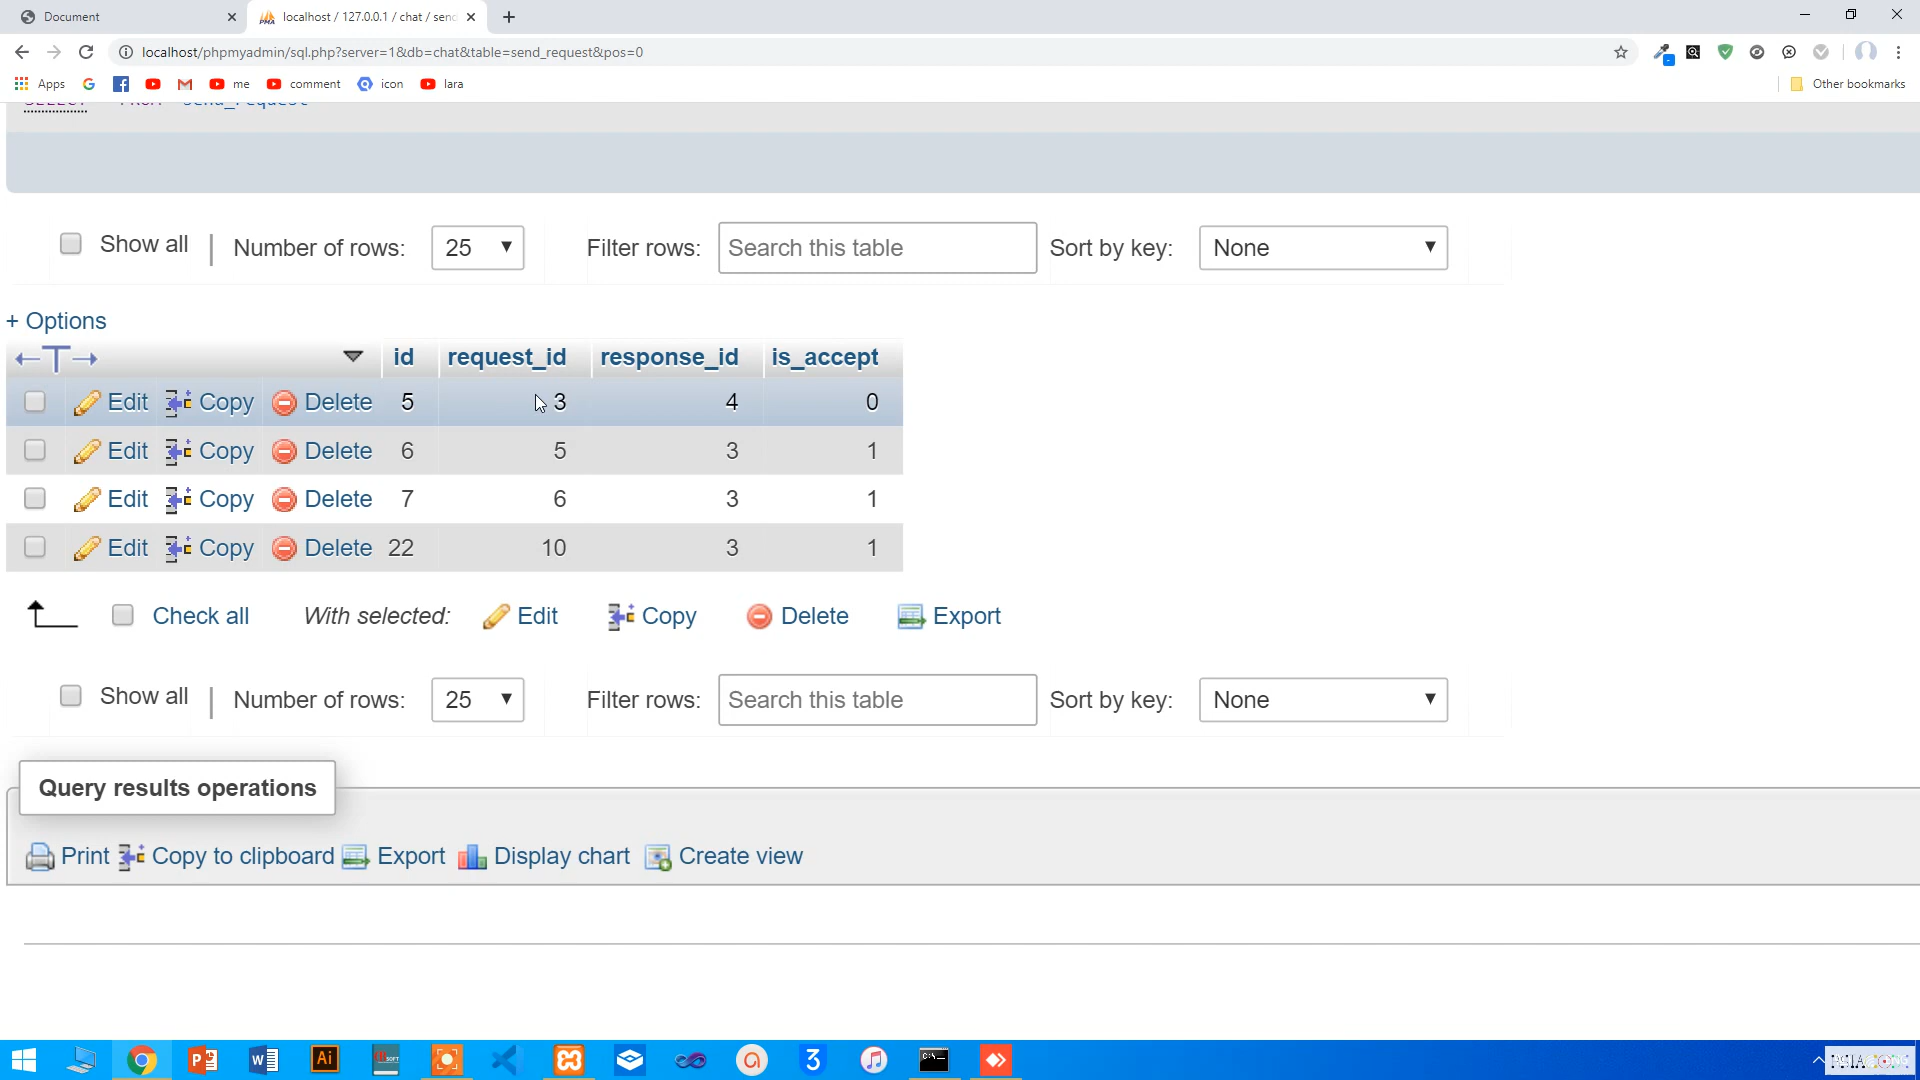 Document
localhost / 127.0.0.1 / chat / send
localhost/phpmyadmin/sql.php?server=1&db=chat&table=send_request&pos=0
Apps me comment icon lara Other bookmarks
SELECT * FROM `send_request`
Show all | Number of rows: 25 Filter rows: Search this table Sort by key: None
+ Options
id request_id response_id is_accept
Edit Copy Delete 5 3 4 0
Edit Copy Delete 6 5 3 1
Edit Copy Delete 7 6 3 1
Edit Copy Delete 22 10 3 1
Check all With selected: Edit Copy Delete Export
Show all | Number of rows: 25 Filter rows: Search this table Sort by key: None
Query results operations
Print Copy to clipboard Export Display chart Create view